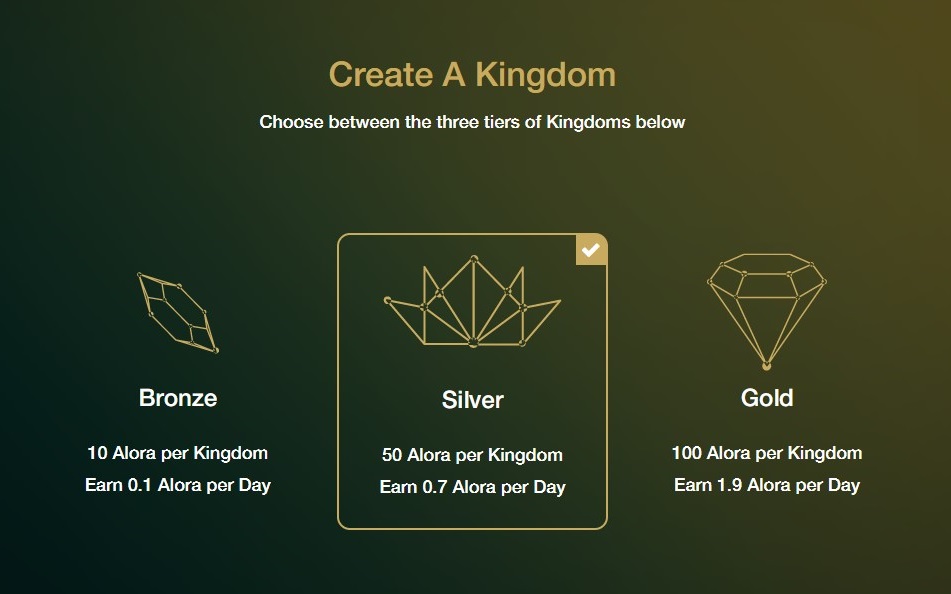 Create A Kingdom
Choose between the three tiers of Kingdoms below
Bronze
10 Alora per Kingdom
Earn 0.1 Alora per Day
Silver
50 Alora per Kingdom
Earn 0.7 Alora per Day
Gold
100 Alora per Kingdom
Earn 1.9 Alora per Day